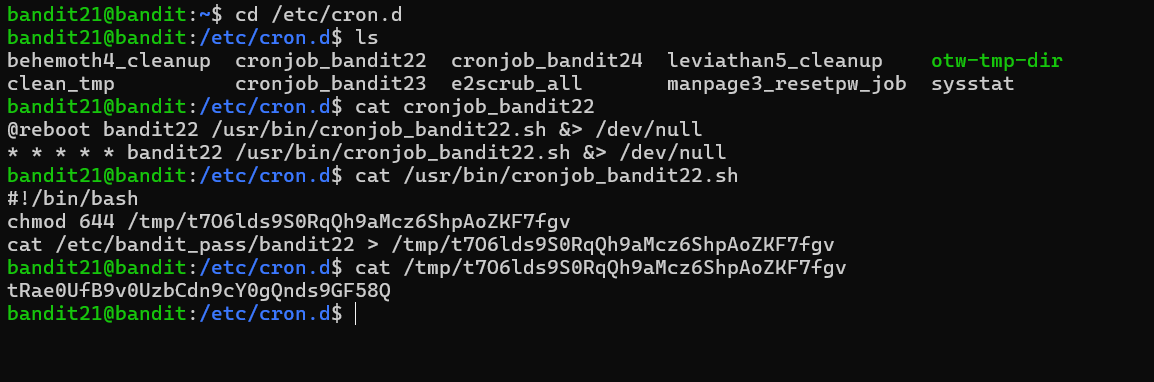 bandit21@bandit:~$ cd /etc/cron.d
bandit21@bandit:/etc/cron.d$ ls
behemoth4_cleanup  cronjob_bandit22  cronjob_bandit24  leviathan5_cleanup    otw-tmp-dir
clean_tmp          cronjob_bandit23  e2scrub_all       manpage3_resetpw_job  sysstat
bandit21@bandit:/etc/cron.d$ cat cronjob_bandit22
@reboot bandit22 /usr/bin/cronjob_bandit22.sh &> /dev/null
* * * * * bandit22 /usr/bin/cronjob_bandit22.sh &> /dev/null
bandit21@bandit:/etc/cron.d$ cat /usr/bin/cronjob_bandit22.sh
#!/bin/bash
chmod 644 /tmp/t7O6lds9S0RqQh9aMcz6ShpAoZKF7fgv
cat /etc/bandit_pass/bandit22 > /tmp/t7O6lds9S0RqQh9aMcz6ShpAoZKF7fgv
bandit21@bandit:/etc/cron.d$ cat /tmp/t7O6lds9S0RqQh9aMcz6ShpAoZKF7fgv
tRae0UfB9v0UzbCdn9cY0gQnds9GF58Q
bandit21@bandit:/etc/cron.d$